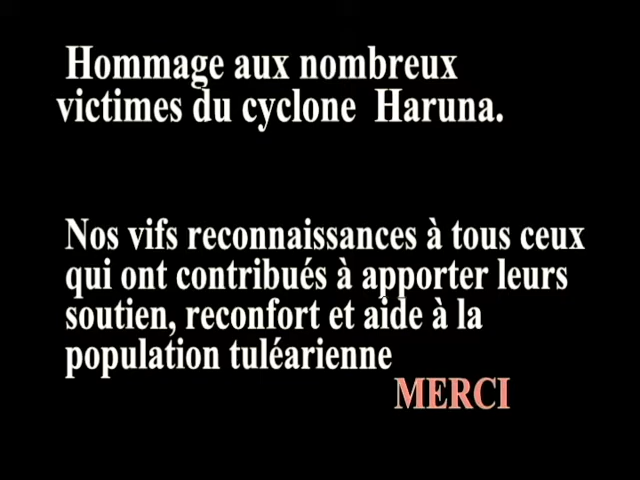 Hommage aux nombreux
victimes du cyclone Haruna.
Nos vifs reconnaissances à tous ceux
qui ont contribués à apporter leurs
soutien, reconfort et aide à la
population tuléarienne
MERCI